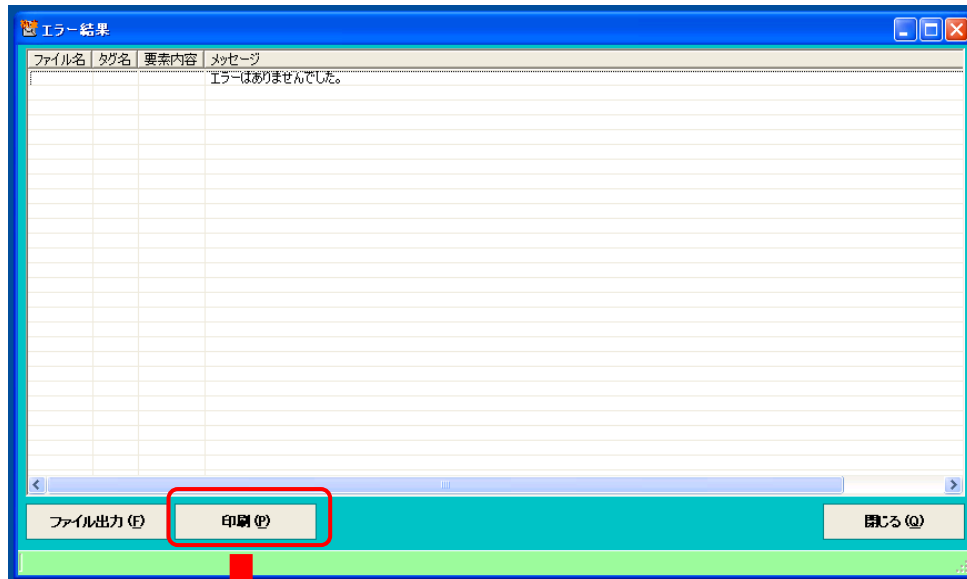 エラー結果
ファイル名 タグ名 要素内容 メッセージ
エラーはありませんでした。
ファイル出力(F) 印刷(P) 閉じる(Q)